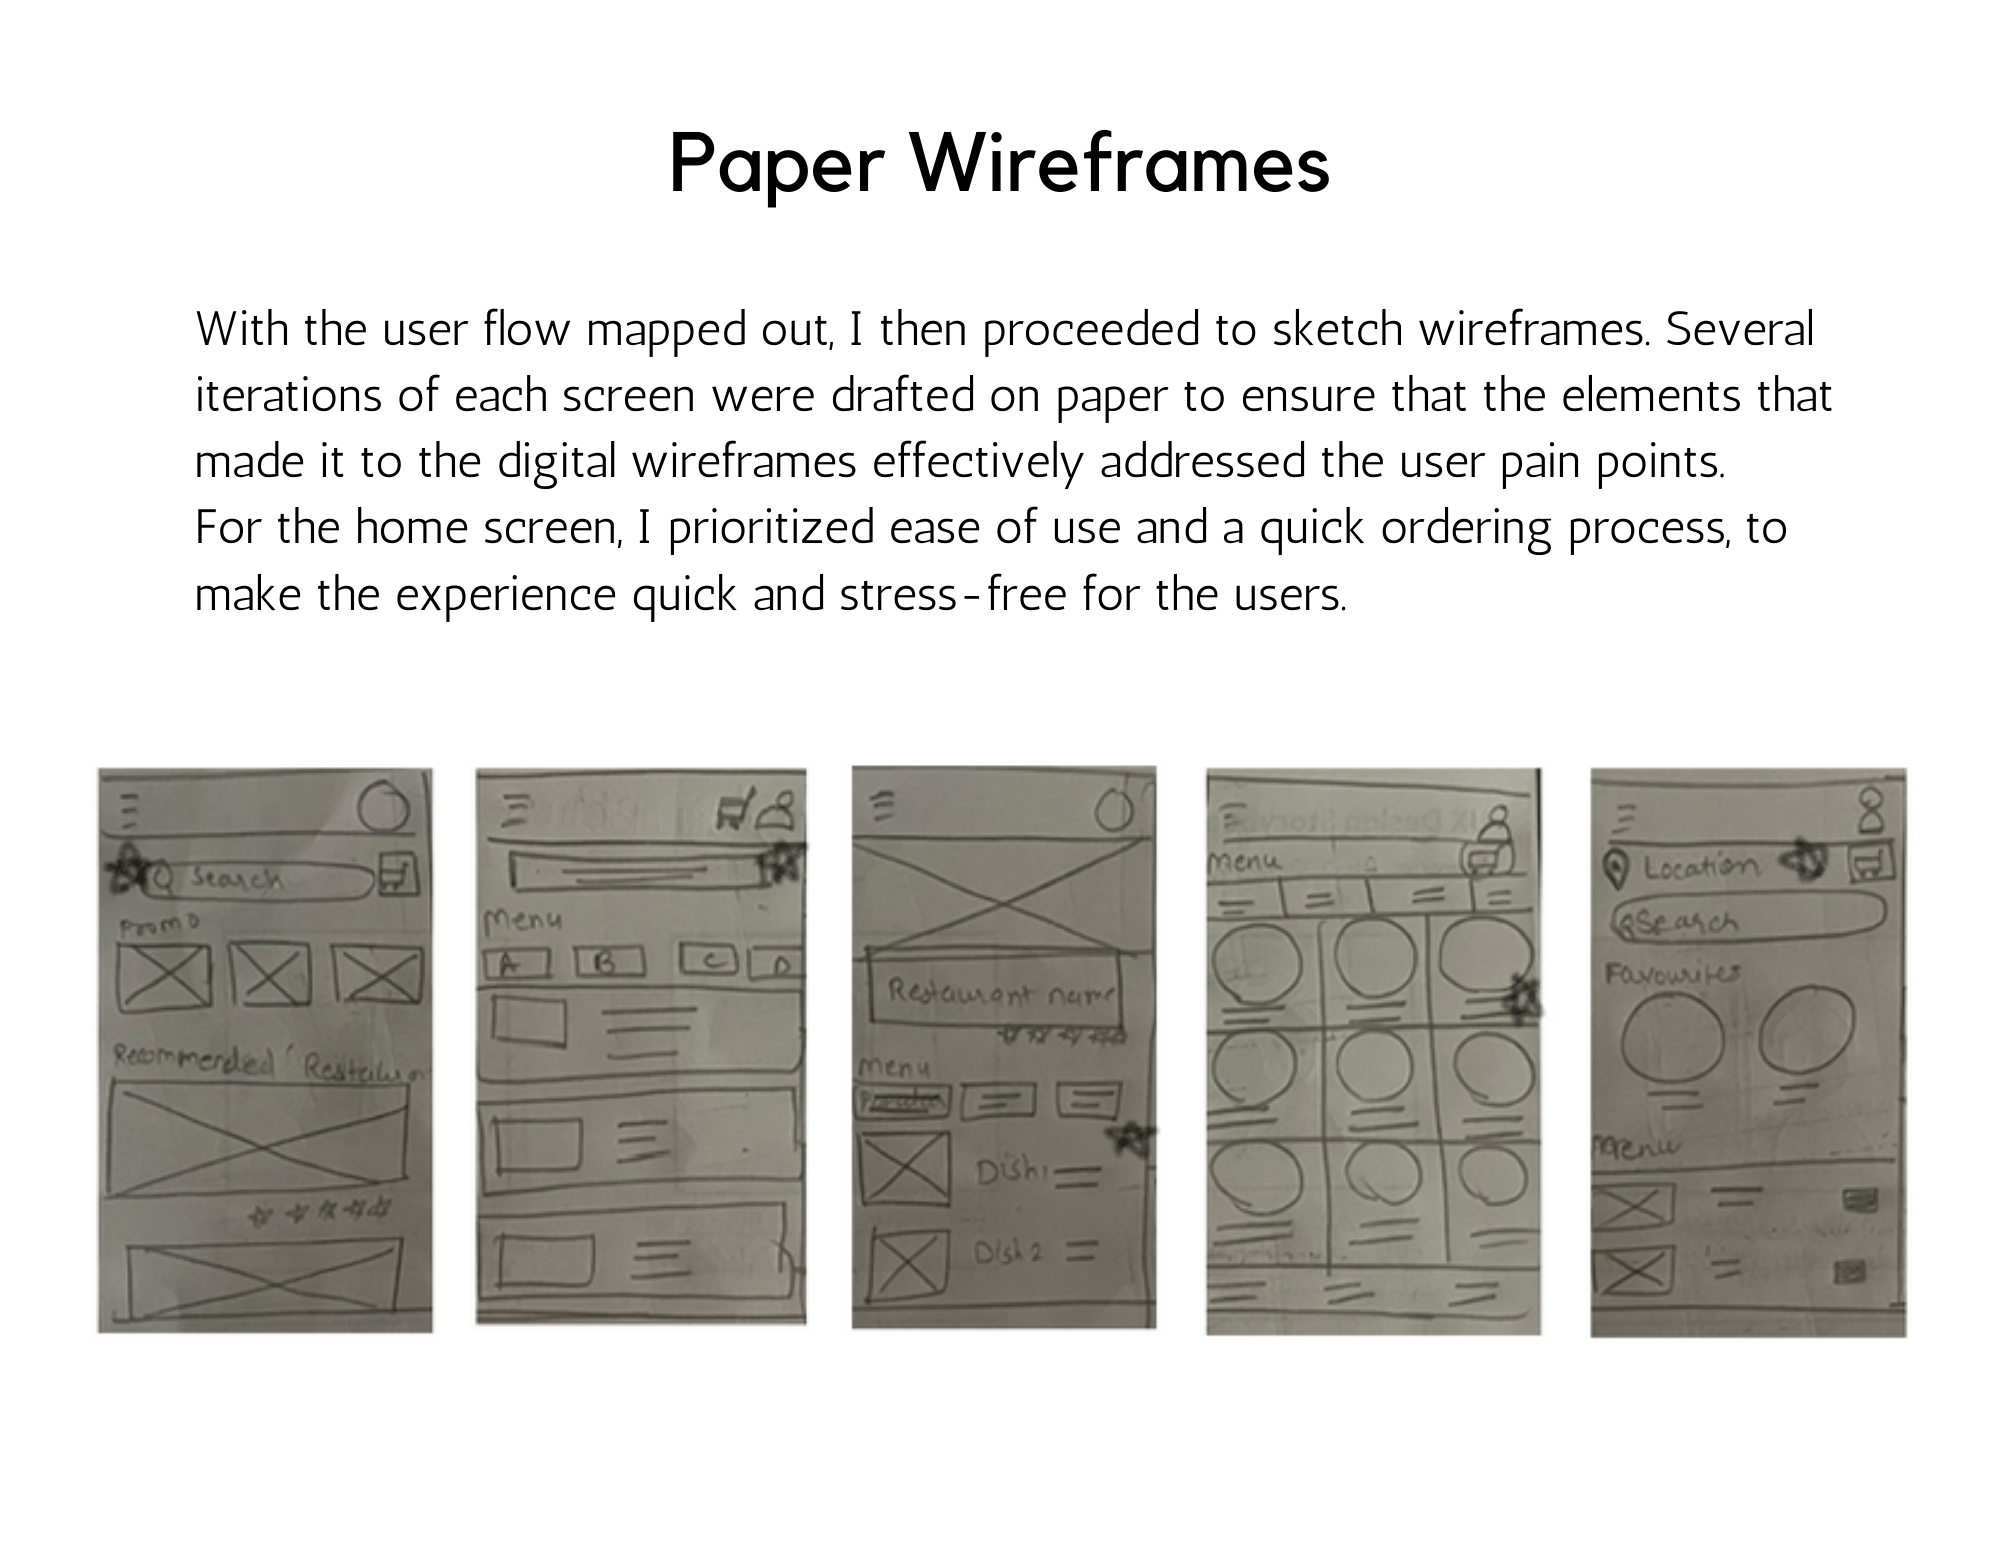 Paper Wireframes
With the user flow mapped out, I then proceeded to sketch wireframes. Several
iterations of each screen were drafted on paper to ensure that the elements that
made it to the digital wireframes effectively addressed the user pain points.
For the home screen, I prioritized ease of use and a quick ordering process, to
make the experience quick and stress-free for the users.
Search
Promo
Recommended
Menu
A B C D
Restaurant name
Menu
Dish1
Dish 2
Menu
Location
Search
Favourites
Menu